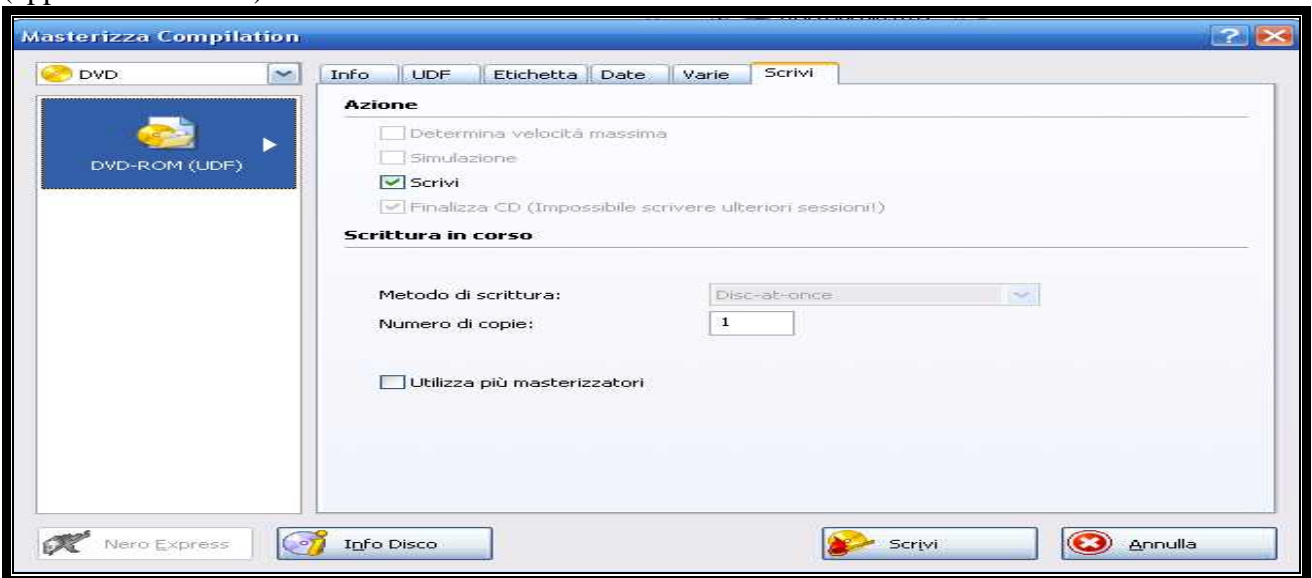 Masterizza Compilation
DVD
Info UDF Etichetta Date Varie Scrivi
DVD-ROM (UDF)
Azione
Determina velocitá massima
Simulazione
Scrivi
Finalizza CD (Impossibile scrivere ulteriori sessioni!)
Scrittura in corso
Metodo di scrittura: Disc-at-once
Numero di copie: 1
Utilizza più masterizzatori
Nero Express Info Disco Scrivi Annulla